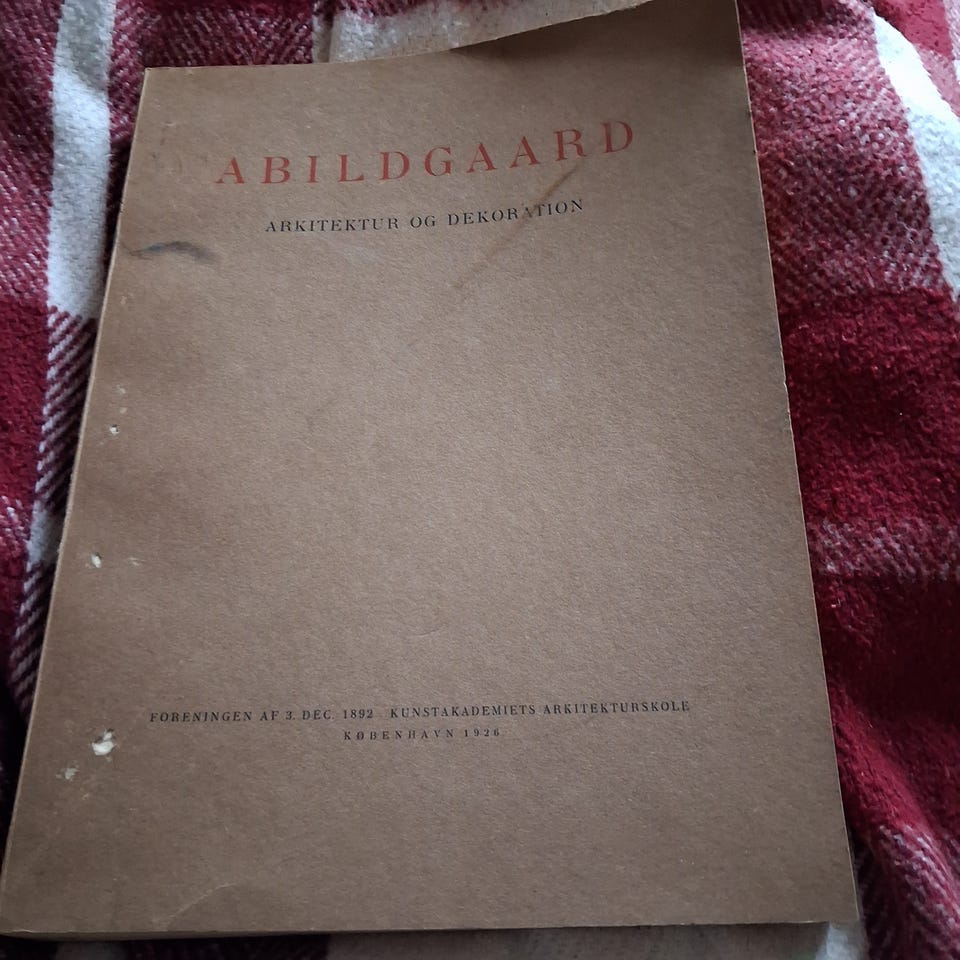 ABILDGAARD
ARKITEKTUR OG DEKORATION
FORENINGEN AF 3. DEC. 1892 . KUNSTAKADEMIETS ARKITEKTURSKOLE
KØBENHAVN 1926